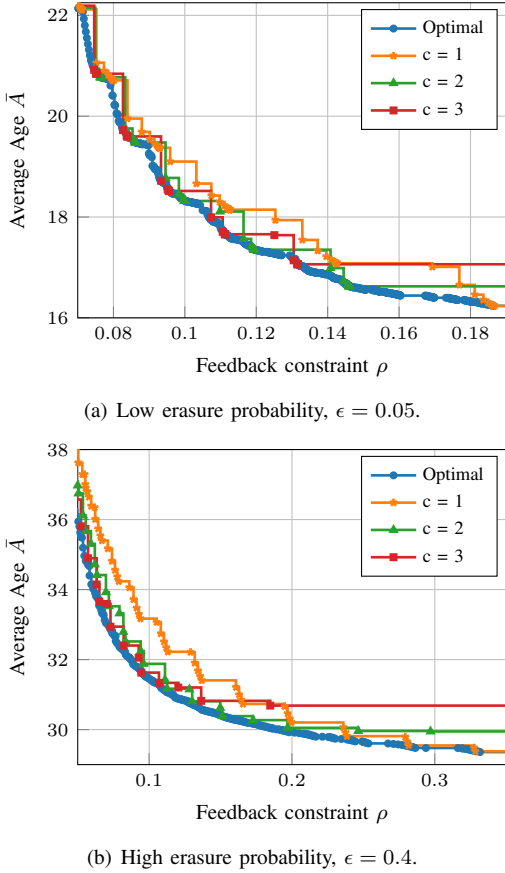 22
20
18
16
Average Age Ā
0.08 0.1 0.12 0.14 0.16 0.18
Feedback constraint ρ
Optimal
c = 1
c = 2
c = 3
(a) Low erasure probability, ϵ = 0.05.
38
36
34
32
30
Average Age Ā
0.1 0.2 0.3
Feedback constraint ρ
Optimal
c = 1
c = 2
c = 3
(b) High erasure probability, ϵ = 0.4.